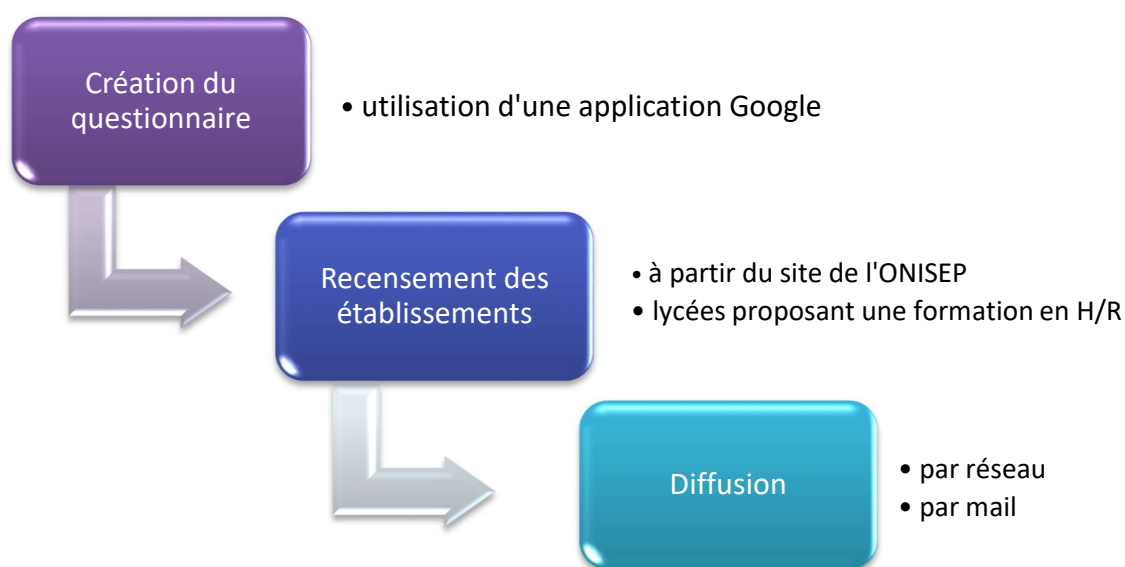 Création du
questionnaire
• utilisation d'une application Google
Recensement des
établissements
• à partir du site de l'ONISEP
• lycées proposant une formation en H/R
Diffusion
• par réseau
• par mail